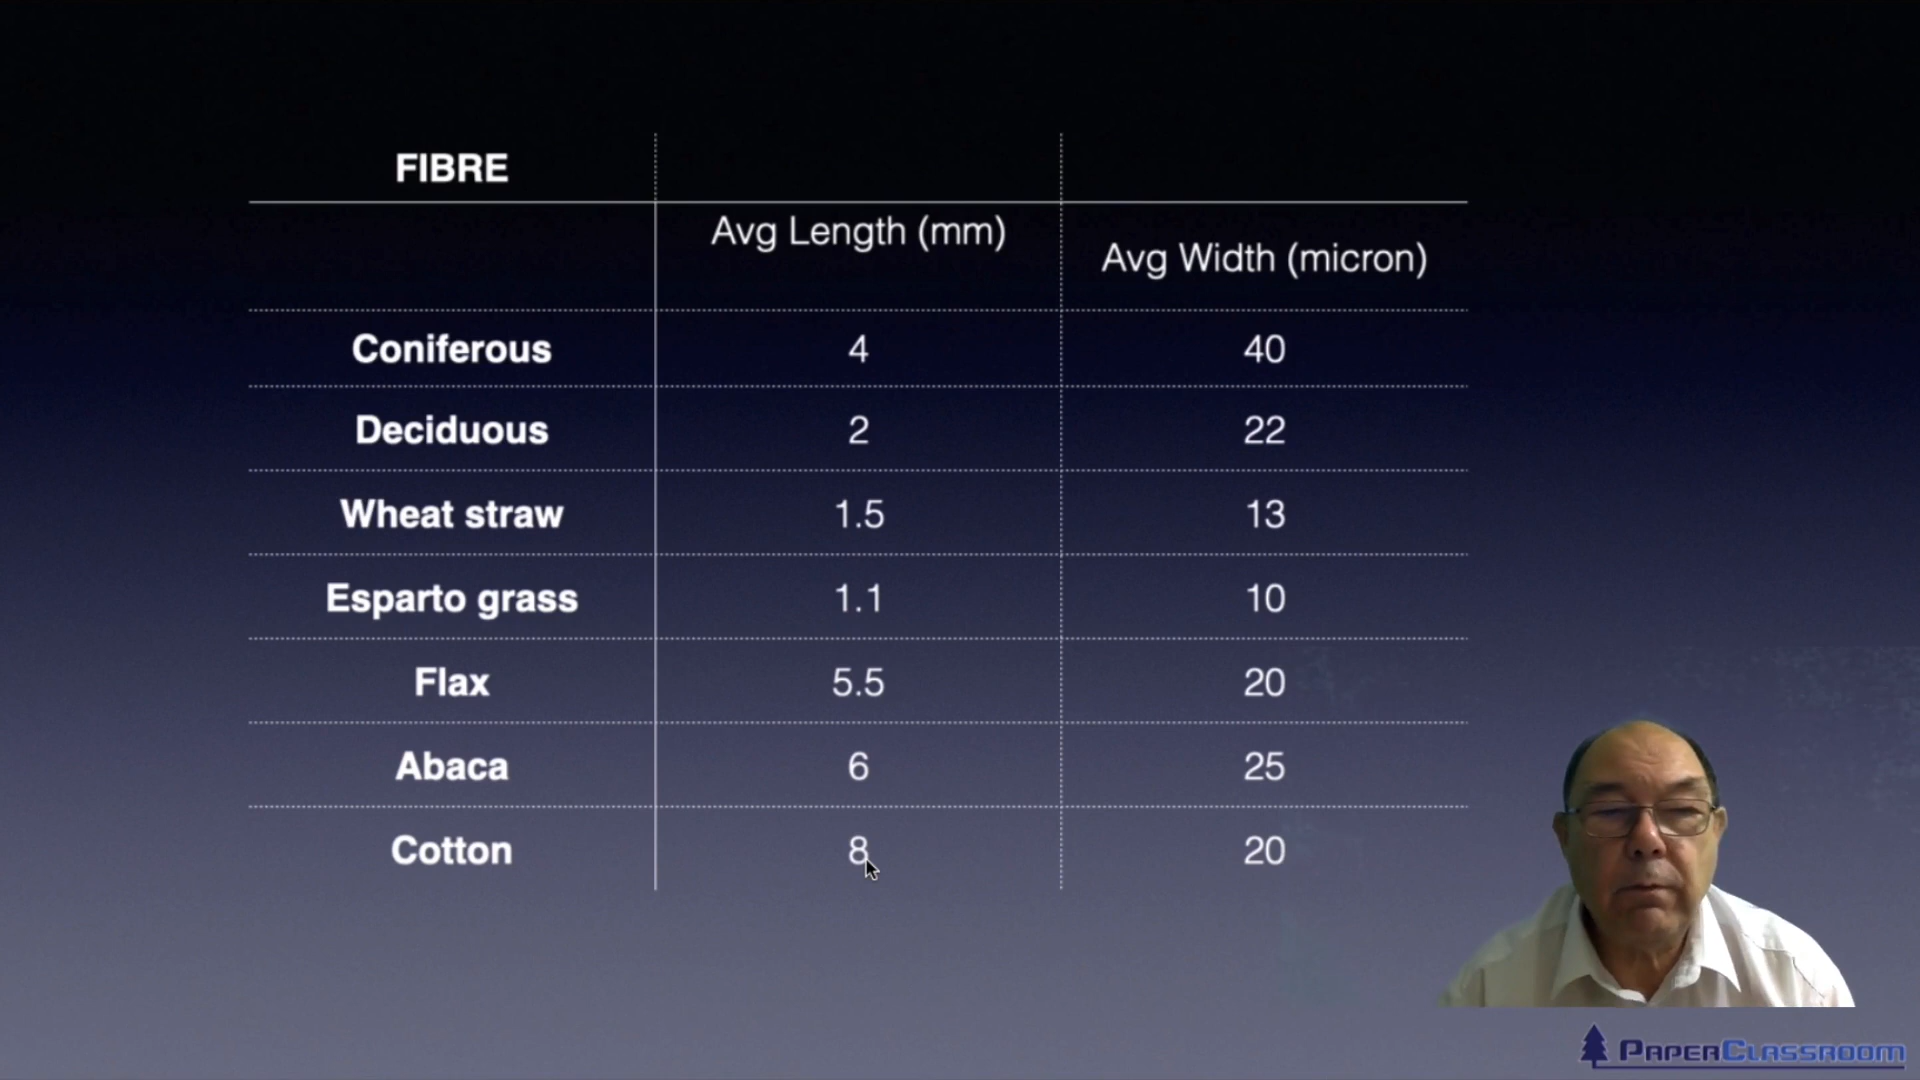 FIBRE
Avg Length (mm) Avg Width (micron)
Coniferous 4 40
Deciduous 2 22
Wheat straw 1.5 13
Esparto grass 1.1 10
Flax 5.5 20
Abaca 6 25
Cotton 8 20
PAPERCLASSROOM